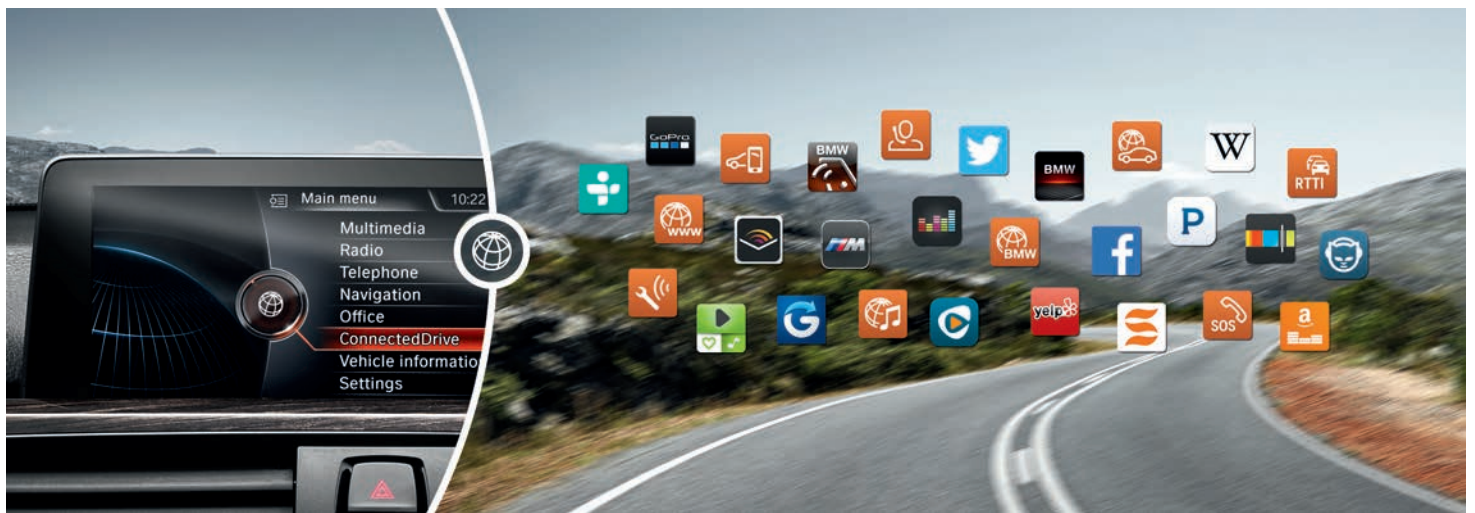 Main menu 10:22
Multimedia
Radio
Telephone
Navigation
Office
ConnectedDrive
Vehicle informatio
Settings
GoPro
BMW
BMW
W
RTTI
WWW
M
BMW
f
P
G
yelp
SOS
a